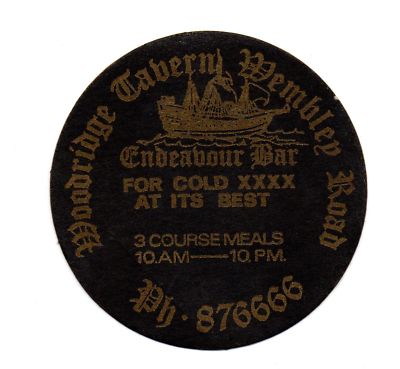 Woodridge Tavern Wembley Road
Endeavour Bar
FOR COLD XXXX
AT ITS BEST
3 COURSE MEALS
10.AM—10.PM.
Ph · 876666